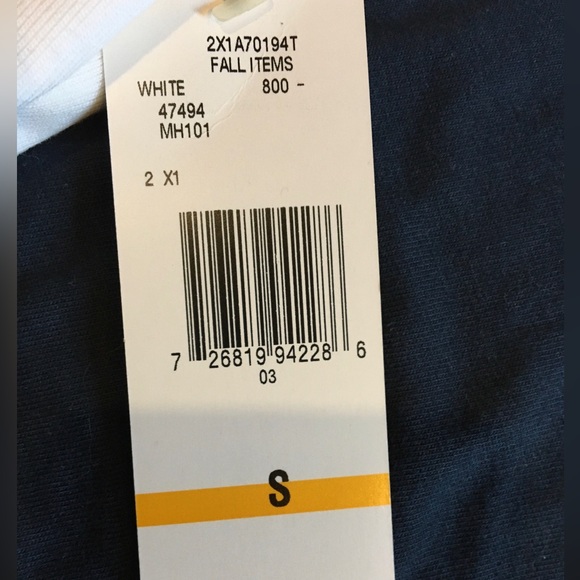 2X1A70194T
FALL ITEMS
WHITE 800 -
47494
MH101
2 X1
7 26819 94228 6
03
S